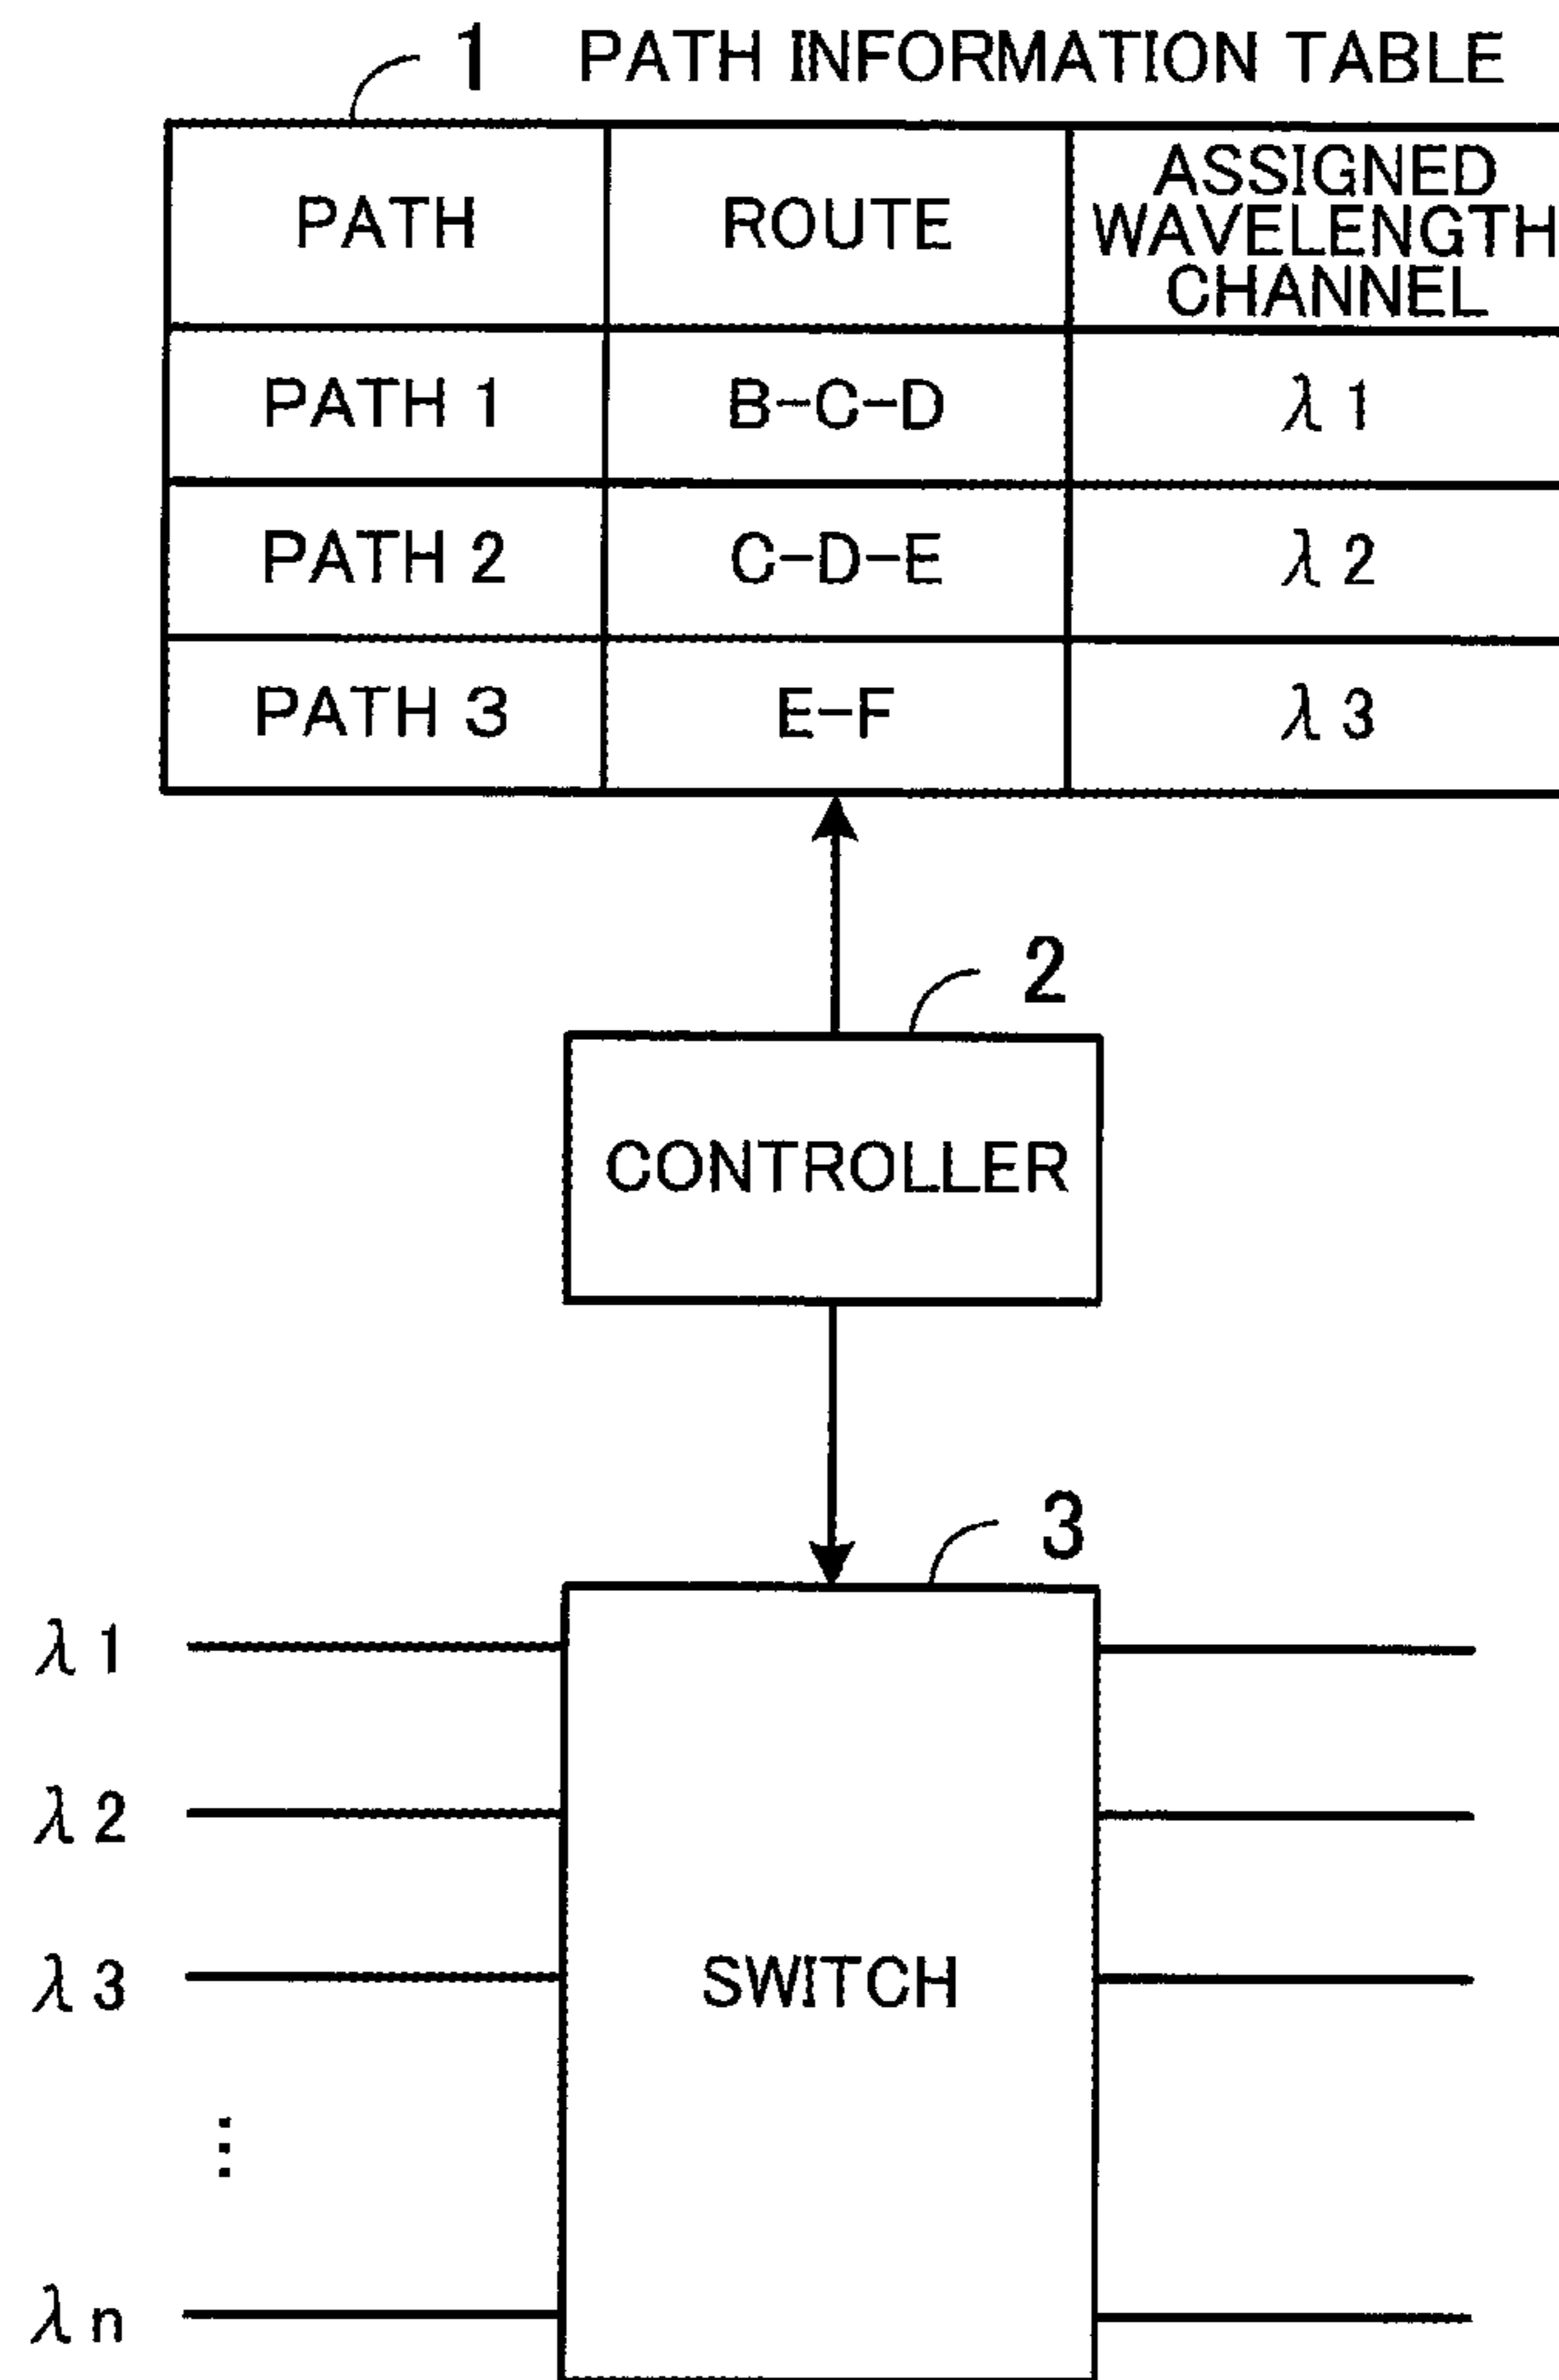 1 PATH INFORMATION TABLE
PATH ROUTE ASSIGNED WAVELENGTH CHANNEL
PATH 1 B-C-D λ1
PATH 2 C-D-E λ2
PATH 3 E-F λ3
2
CONTROLLER
3
λ1
λ2
λ3
SWITCH
⋮
λn